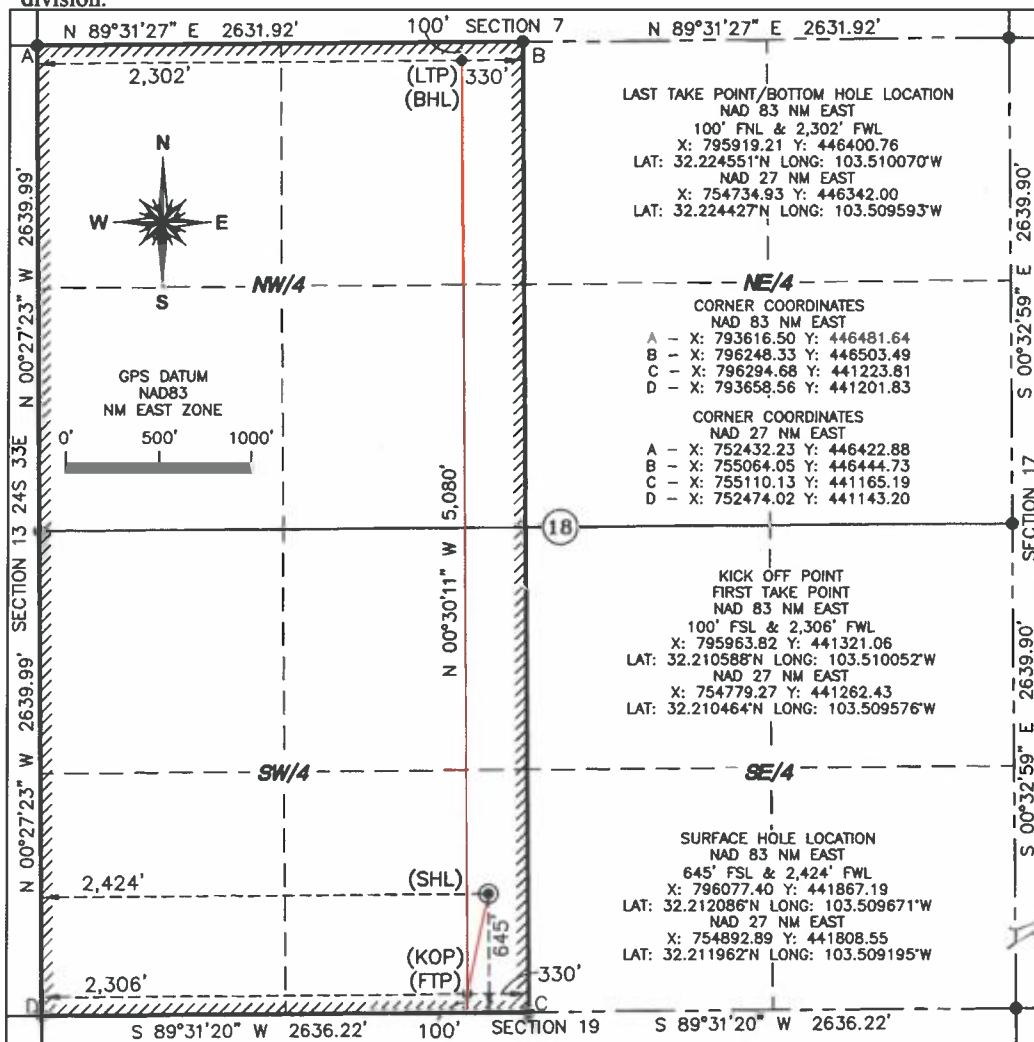 division.
N 89°31'27" E 2631.92'
100' SECTION 7
N 89°31'27" E 2631.92'
A
B
2,302'
(LTP)
330'
(BHL)
N
W
E
S
LAST TAKE POINT/BOTTOM HOLE LOCATION
NAD 83 NM EAST
100' FNL & 2,302' FWL
X: 795919.21 Y: 446400.76
LAT: 32.224551°N LONG: 103.510070°W
NAD 27 NM EAST
X: 754734.93 Y: 446342.00
LAT: 32.224427°N LONG: 103.509593°W
N 00°27'23" W 2639.99'
S 00°32'59" E 2639.90'
NW/4
NE/4
GPS DATUM
NAD83
NM EAST ZONE
0' 500' 1000'
CORNER COORDINATES
NAD 83 NM EAST
A - X: 793616.50 Y: 446481.64
B - X: 796248.33 Y: 446503.49
C - X: 796294.68 Y: 441223.81
D - X: 793658.56 Y: 441201.83
CORNER COORDINATES
NAD 27 NM EAST
A - X: 752432.23 Y: 446422.88
B - X: 755064.05 Y: 446444.73
C - X: 755110.13 Y: 441165.19
D - X: 752474.02 Y: 441143.20
SECTION 13 24S 33E
N 00°30'11" W 5,080'
18
SECTION 17
KICK OFF POINT
FIRST TAKE POINT
NAD 83 NM EAST
100' FSL & 2,306' FWL
X: 795963.82 Y: 441321.06
LAT: 32.210588°N LONG: 103.510052°W
NAD 27 NM EAST
X: 754779.27 Y: 441262.43
LAT: 32.210464°N LONG: 103.509576°W
N 00°27'23" W 2639.99'
S 00°32'59" E 2639.90'
SW/4
SE/4
SURFACE HOLE LOCATION
NAD 83 NM EAST
645' FSL & 2,424' FWL
X: 796077.40 Y: 441867.19
LAT: 32.212086°N LONG: 103.509671°W
NAD 27 NM EAST
X: 754892.89 Y: 441808.55
LAT: 32.211962°N LONG: 103.509195°W
2,424'
(SHL)
645'
(KOP)
2,306'
(FTP)
330'
D
C
S 89°31'20" W 2636.22'
100'
SECTION 19
S 89°31'20" W 2636.22'